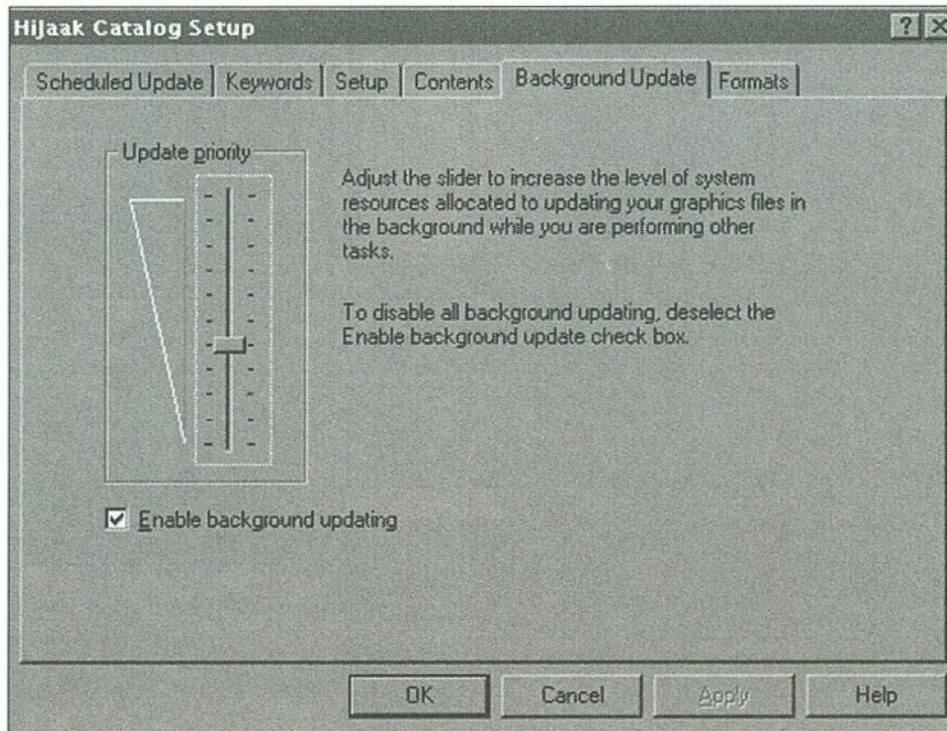 HiJaak Catalog Setup
Scheduled Update
Keywords
Setup
Contents
Background Update
Formats
Update priority
Adjust the slider to increase the level of system
resources allocated to updating your graphics files in
the background while you are performing other
tasks.
To disable all background updating, deselect the
Enable background update check box.
Enable background updating
OK
Cancel
Apply
Help